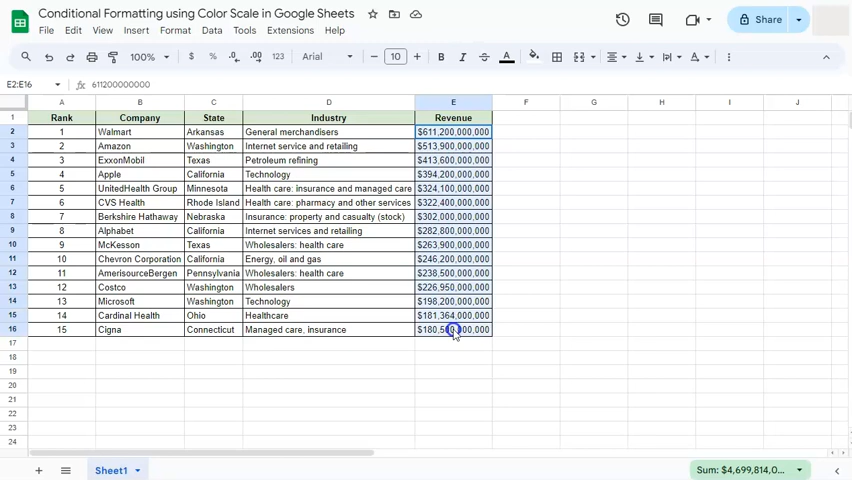 Conditional Formatting using Color Scale in Google Sheets
File Edit View Insert Format Data Tools Extensions Help
Share
100% $ % .0 .00 123 Arial 10 B I A A
E2:E16 fx 611200000000
A B C D E F G H I J
1 Rank Company State Industry Revenue
2 1 Walmart Arkansas General merchandisers $611,200,000,000
3 2 Amazon Washington Internet service and retailing $513,900,000,000
4 3 ExxonMobil Texas Petroleum refining $413,600,000,000
5 4 Apple California Technology $394,200,000,000
6 5 UnitedHealth Group Minnesota Health care: insurance and managed care $324,100,000,000
7 6 CVS Health Rhode Island Health care: pharmacy and other services $322,400,000,000
8 7 Berkshire Hathaway Nebraska Insurance: property and casualty (stock) $302,000,000,000
9 8 Alphabet California Internet services and retailing $282,800,000,000
10 9 McKesson Texas Wholesalers: health care $263,900,000,000
11 10 Chevron Corporation California Energy, oil and gas $246,200,000,000
12 11 AmerisourceBergen Pennsylvania Wholesalers: health care $238,500,000,000
13 12 Costco Washington Wholesalers $226,950,000,000
14 13 Microsoft Washington Technology $198,200,000,000
15 14 Cardinal Health Ohio Healthcare $181,364,000,000
16 15 Cigna Connecticut Managed care, insurance
17
18
19
20
21
22
23
24
Sheet1
Sum: $4,699,814,0...